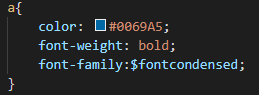 a{
color: #0069A5;
font-weight: bold;
font-family:$fontcondensed;
}